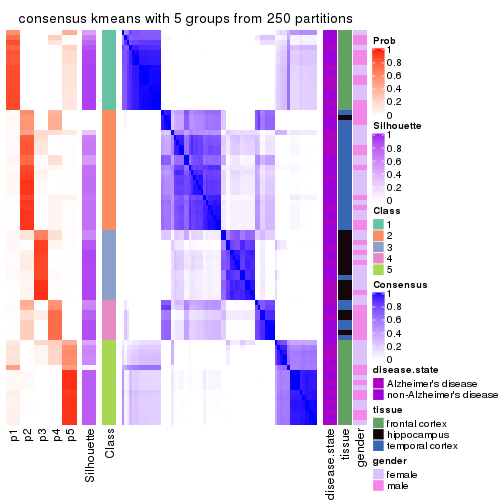 consensus kmeans with 5 groups from 250 partitions
Prob
1
0.8
0.6
0.4
0.2
0
Silhouette
1
0.8
0.6
0.4
0.2
0
Class
1
2
3
4
5
Consensus
1
0.8
0.6
0.4
0.2
0
disease.state
Alzheimer's disease
non-Alzheimer's disease
tissue
frontal cortex
hippocampus
temporal cortex
gender
female
male
p1
p2
p3
p4
p5
Silhouette
Class
disease.state
tissue
gender